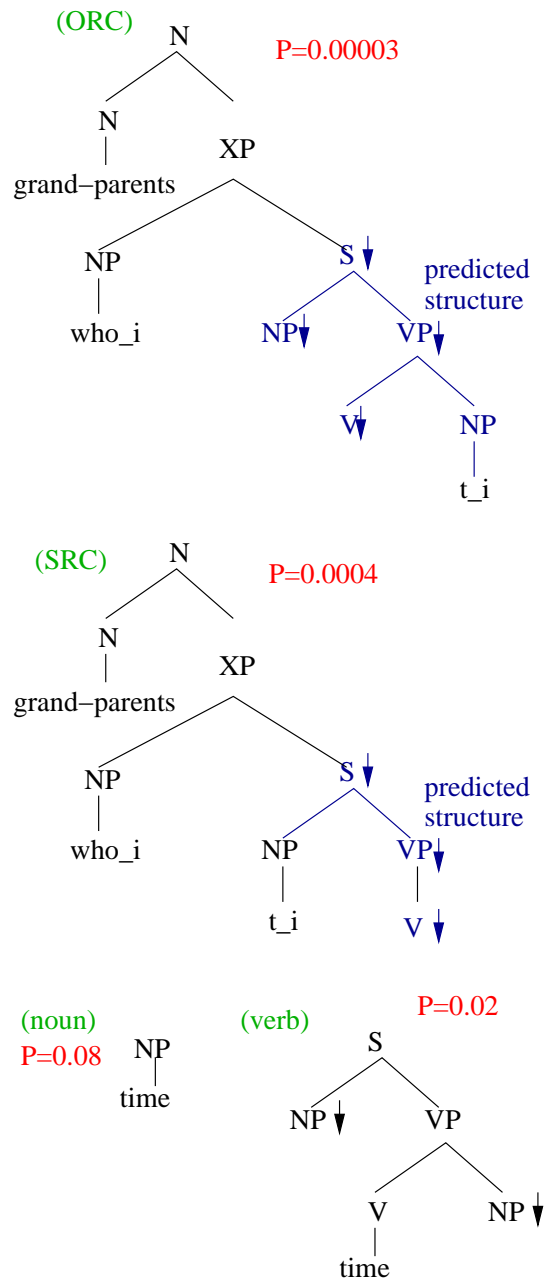 (ORC)
N
P=0.00003
N
XP
grand−parents
NP
S
predicted
structure
who_i
NP
VP
V
NP
t_i
(SRC)
N
P=0.0004
N
XP
grand−parents
NP
S
predicted
structure
who_i
NP
VP
t_i
V
(noun)
(verb)
P=0.02
P=0.08
NP
S
time
NP
VP
V
NP
time